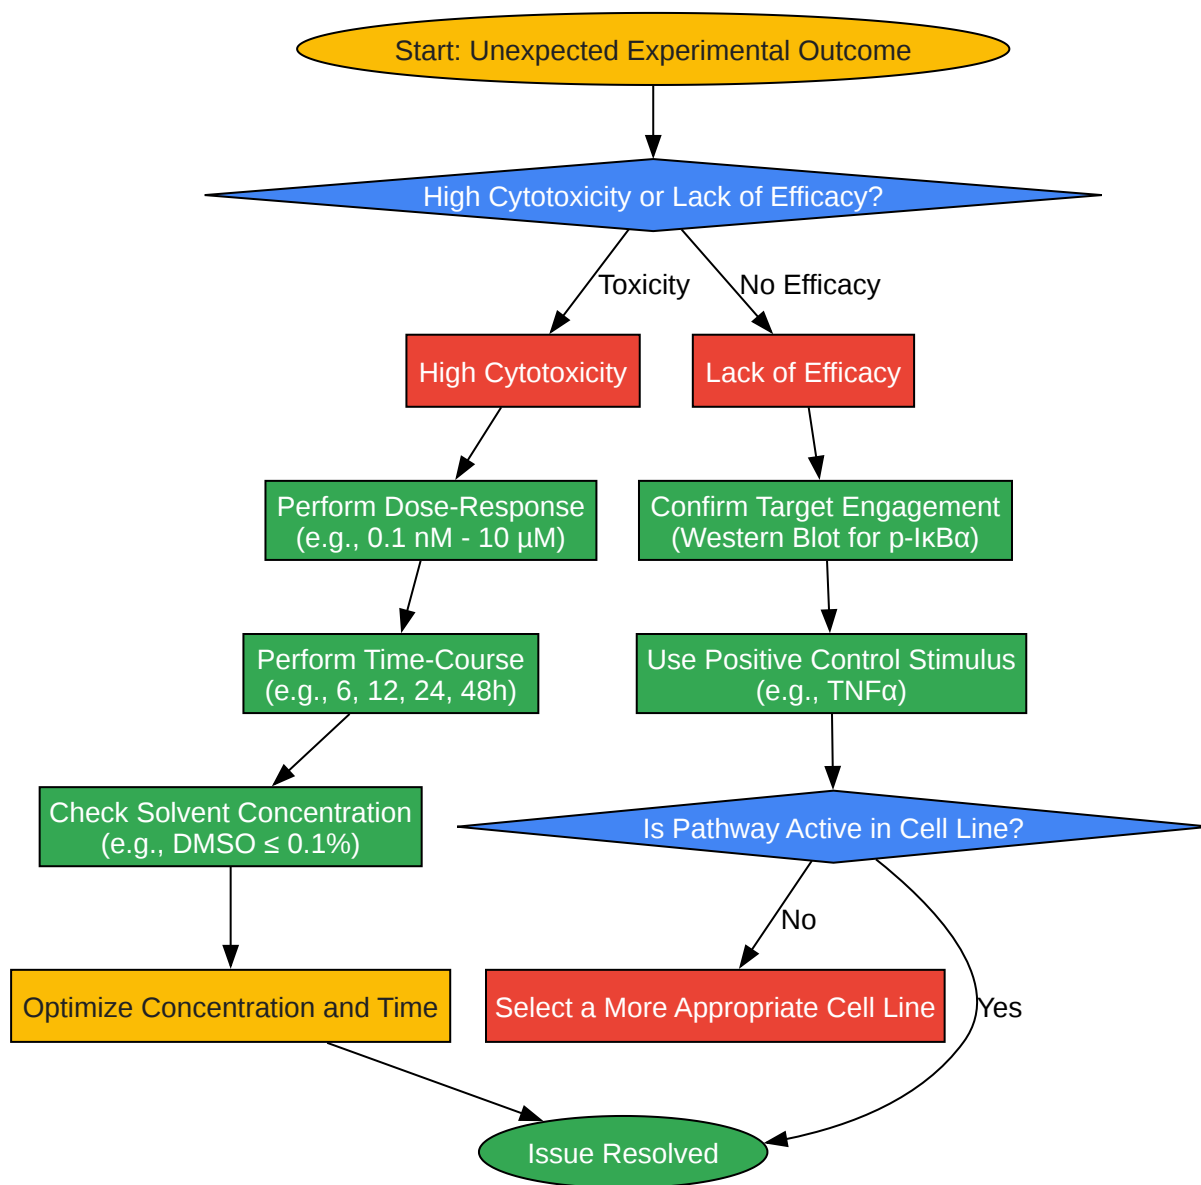 Start: Unexpected Experimental Outcome
High Cytotoxicity or Lack of Efficacy?
Toxicity
No Efficacy
High Cytotoxicity
Lack of Efficacy
Perform Dose-Response
(e.g., 0.1 nM - 10 µM)
Confirm Target Engagement
(Western Blot for p-IκBα)
Perform Time-Course
(e.g., 6, 12, 24, 48h)
Use Positive Control Stimulus
(e.g., TNFα)
Check Solvent Concentration
(e.g., DMSO ≤ 0.1%)
Is Pathway Active in Cell Line?
No
Optimize Concentration and Time
Select a More Appropriate Cell Line
Yes
Issue Resolved